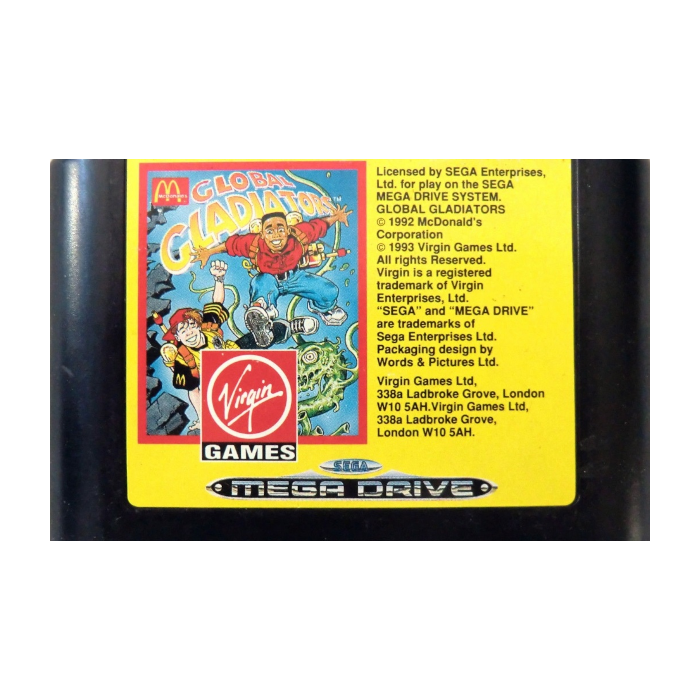 McDonald's
GLOBAL
GLADIATORS™
Virgin
GAMES
Licensed by SEGA Enterprises,
Ltd. for play on the SEGA
MEGA DRIVE SYSTEM.
GLOBAL GLADIATORS
© 1992 McDonald's
Corporation
© 1993 Virgin Games Ltd.
All rights Reserved.
Virgin is a registered
trademark of Virgin
Enterprises, Ltd.
“SEGA” and “MEGA DRIVE”
are trademarks of
Sega Enterprises Ltd.
Packaging design by
Words & Pictures Ltd.
Virgin Games Ltd,
338a Ladbroke Grove, London
W10 5AH.Virgin Games Ltd,
338a Ladbroke Grove,
London W10 5AH.
SEGA
MEGA DRIVE